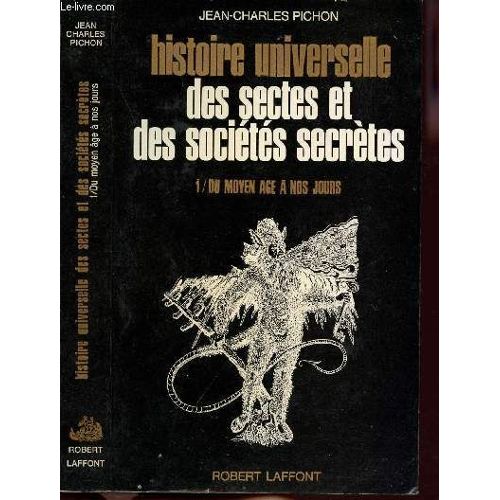 Le-livre.com
JEAN
CHARLES
PICHON
histoire universelle des sectes et des sociétés secrètes
1/Du moyen âge à nos jours
ROBERT
LAFFONT
JEAN-CHARLES PICHON
histoire universelle
des sectes et
des sociétés secrètes
1/DU MOYEN AGE À NOS JOURS
ROBERT LAFFONT